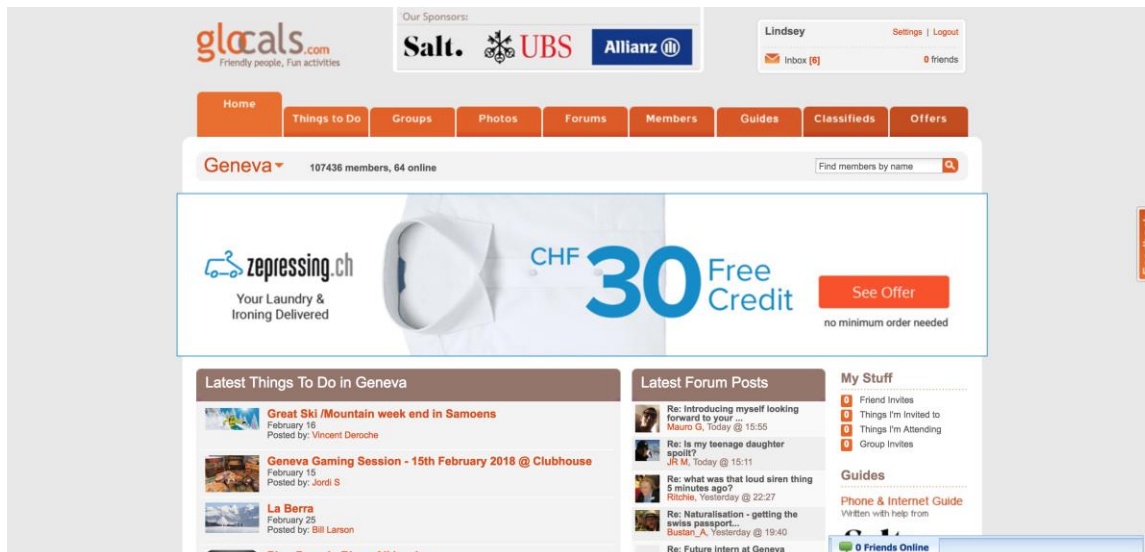 Our Sponsors:
glocals.com
Friendly people, Fun activities
Salt.
UBS
Allianz
Lindsey
Settings | Logout
Inbox [6]
0 friends
Home
Things to Do
Groups
Photos
Forums
Members
Guides
Classifieds
Offers
Geneva
107436 members, 64 online
Find members by name
zepressing.ch
Your Laundry &
Ironing Delivered
CHF 30 Free
Credit
See Offer
no minimum order needed
Latest Things To Do in Geneva
Great Ski /Mountain week end in Samoens
February 16
Posted by: Vincent Deroche
Geneva Gaming Session - 15th February 2018 @ Clubhouse
February 15
Posted by: Jordi S
La Berra
February 25
Posted by: Bill Larson
Latest Forum Posts
Re: Introducing myself looking
forward to your ...
Mauro G, Today @ 15:55
Re: Is my teenage daughter
spoilt?
JR M, Today @ 15:11
Re: what was that loud siren thing
5 minutes ago?
Ritchie, Yesterday @ 22:27
Re: Naturalisation - getting the
swiss passport...
Bustan_A, Yesterday @ 19:40
Re: Future intern at Geneva
My Stuff
0 Friend Invites
0 Things I'm Invited to
0 Things I'm Attending
0 Group Invites
Guides
Phone & Internet Guide
Written with help from
0 Friends Online